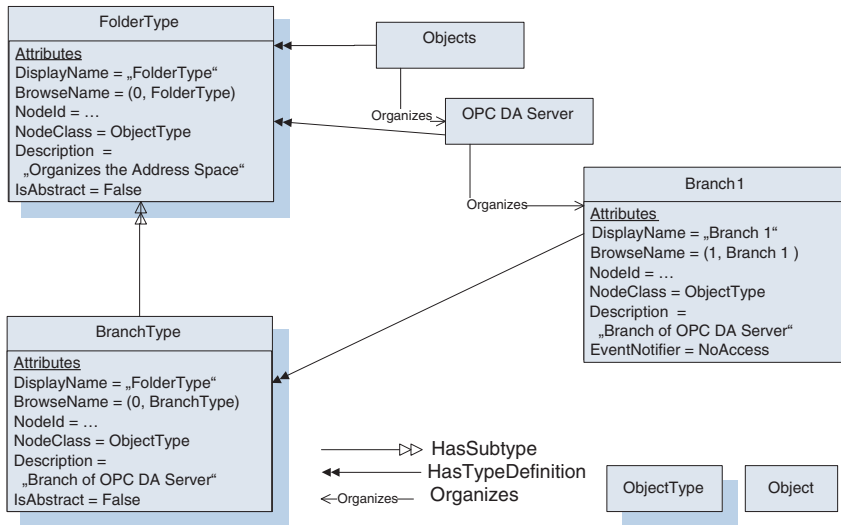 FolderType
Attributes
DisplayName = „FolderType“
BrowseName = (0, FolderType)
NodeId = …
NodeClass = ObjectType
Description =
„Organizes the Address Space“
IsAbstract = False
Objects
Organizes
OPC DA Server
Organizes
Branch1
Attributes
DisplayName = „Branch 1“
BrowseName = (1, Branch 1 )
NodeId = …
NodeClass = ObjectType
Description =
„Branch of OPC DA Server“
EventNotifier = NoAccess
BranchType
Attributes
DisplayName = „FolderType“
BrowseName = (0, BranchType)
NodeId = …
NodeClass = ObjectType
Description =
„Branch of OPC DA Server“
IsAbstract = False
HasSubtype
HasTypeDefinition
Organizes Organizes
ObjectType
Object